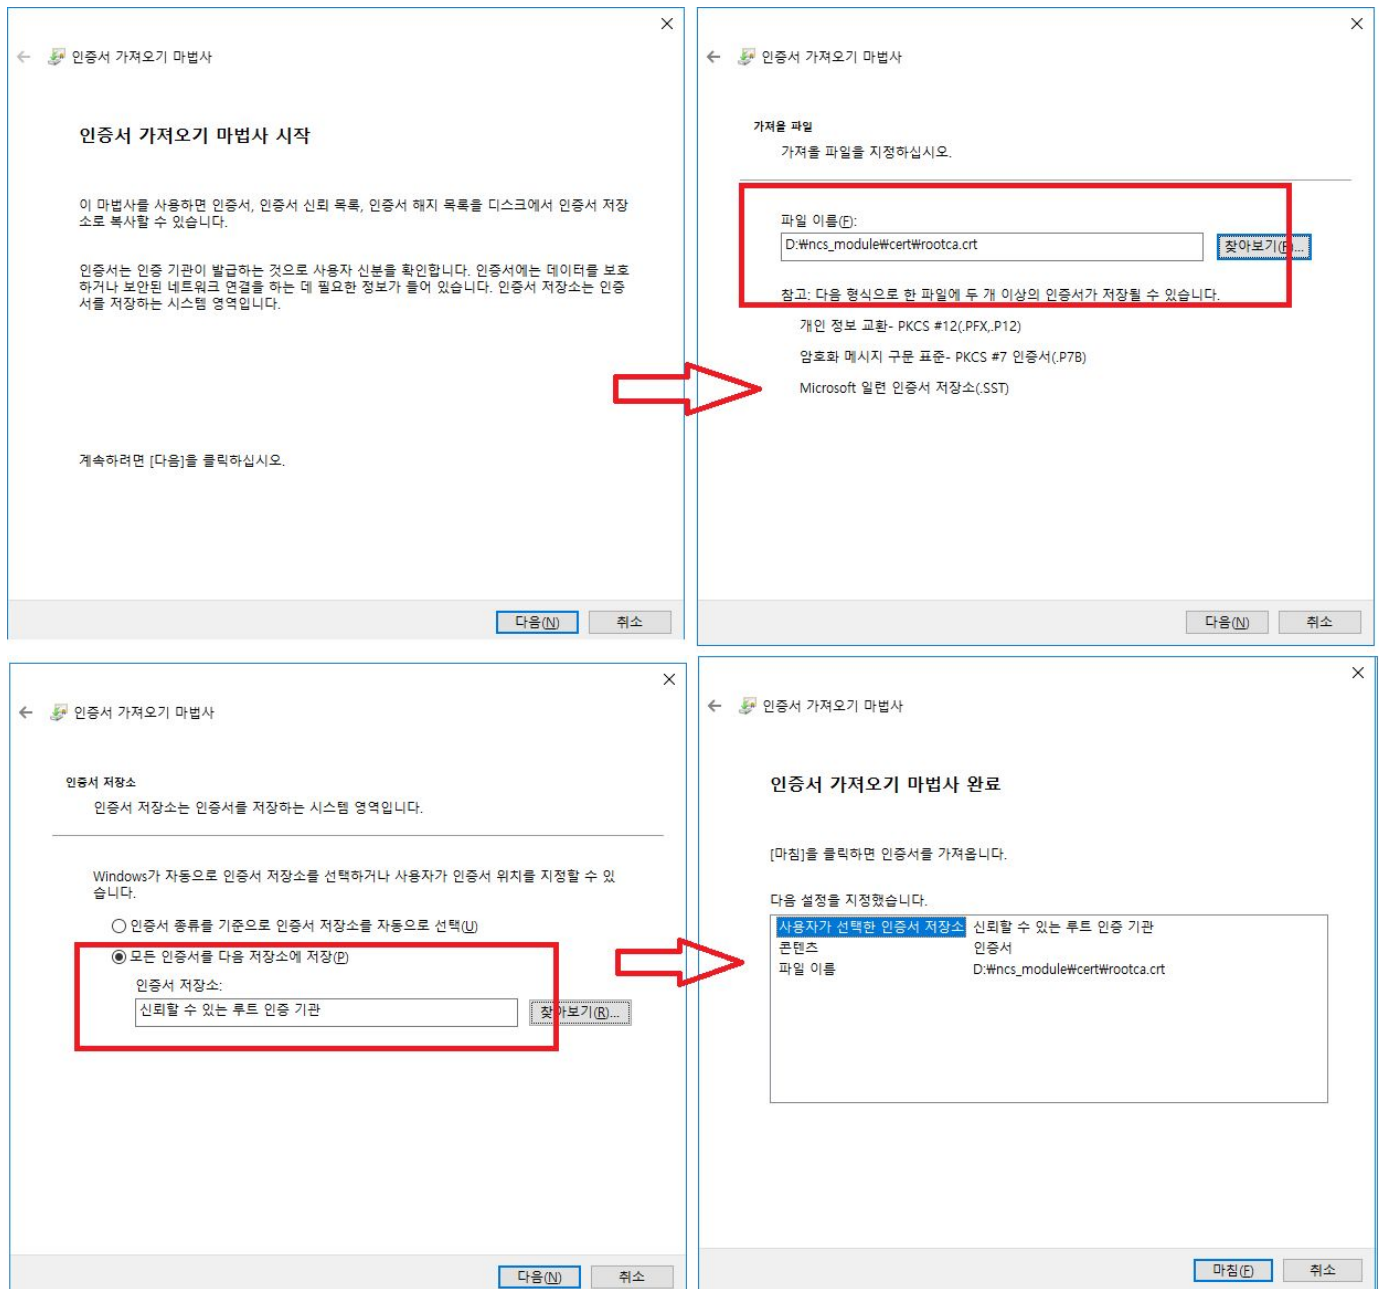 인증서 가져오기 마법사
인증서 가져오기 마법사 시작
이 마법사를 사용하면 인증서, 인증서 신뢰 목록, 인증서 해지 목록을 디스크에서 인증서 저장
소로 복사할 수 있습니다.
인증서는 인증 기관이 발급하는 것으로 사용자 신분을 확인합니다. 인증서에는 데이터를 보호
하거나 보안된 네트워크 연결을 하는 데 필요한 정보가 들어 있습니다. 인증서 저장소는 인증
서를 저장하는 시스템 영역입니다.
계속하려면 [다음]을 클릭하십시오.
다음(N) 취소
인증서 가져오기 마법사
가져올 파일
가져올 파일을 지정하십시오.
파일 이름(F):
D:₩ncs_module₩cert₩rootca.crt
찾아보기(R)...
참고: 다음 형식으로 한 파일에 두 개 이상의 인증서가 저장될 수 있습니다.
개인 정보 교환- PKCS #12(.PFX,.P12)
암호화 메시지 구문 표준- PKCS #7 인증서(.P7B)
Microsoft 일련 인증서 저장소(.SST)
다음(N) 취소
인증서 가져오기 마법사
인증서 저장소
인증서 저장소는 인증서를 저장하는 시스템 영역입니다.
Windows가 자동으로 인증서 저장소를 선택하거나 사용자가 인증서 위치를 지정할 수 있
습니다.
인증서 종류를 기준으로 인증서 저장소를 자동으로 선택(U)
모든 인증서를 다음 저장소에 저장(P)
인증서 저장소:
신뢰할 수 있는 루트 인증 기관
찾아보기(R)...
다음(N) 취소
인증서 가져오기 마법사
인증서 가져오기 마법사 완료
[마침]을 클릭하면 인증서를 가져옵니다.
다음 설정을 지정했습니다.
사용자가 선택한 인증서 저장소 신뢰할 수 있는 루트 인증 기관
콘텐츠 인증서
파일 이름 D:₩ncs_module₩cert₩rootca.crt
마침(F) 취소